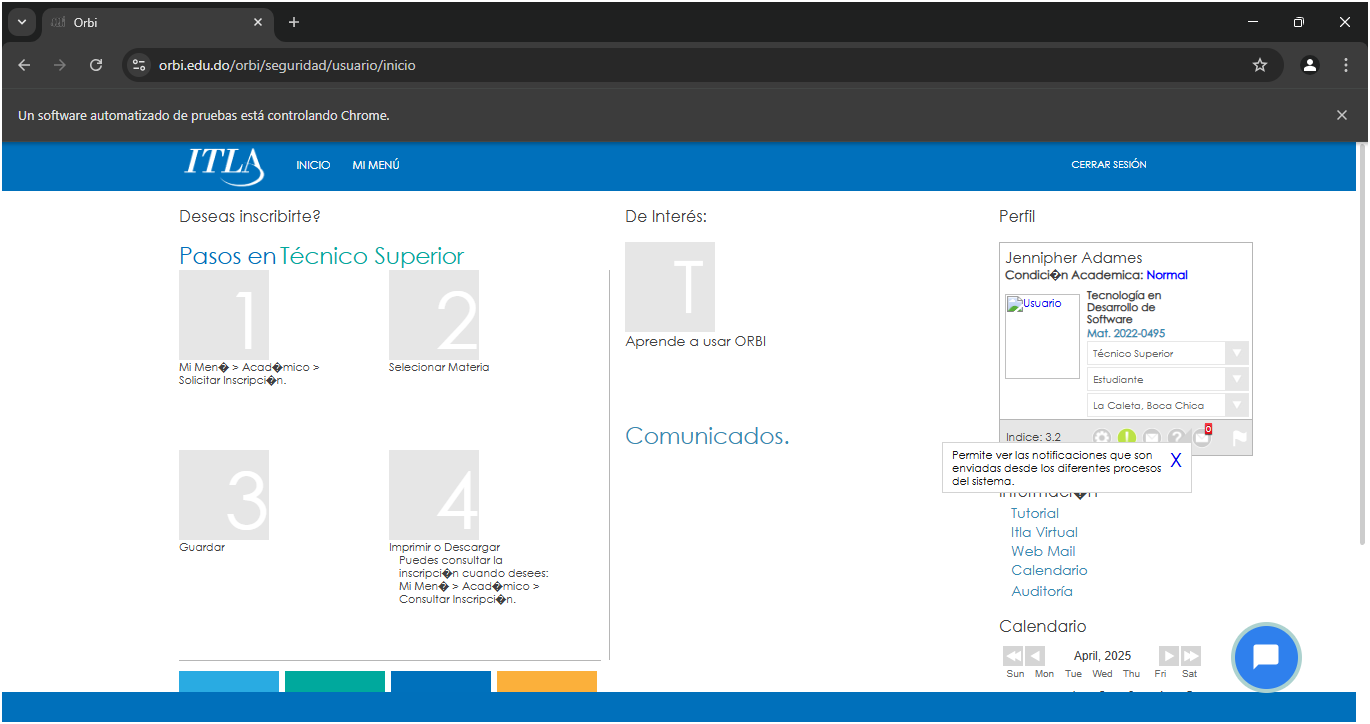 Orbi
orbi.edu.do/orbi/seguridad/usuario/inicio
Un software automatizado de pruebas está controlando Chrome.
ITLA
INICIO
MI MENÚ
CERRAR SESIÓN
Deseas inscribirte?
Pasos en Técnico Superior
1
Mi Men� > Acad�mico >
Solicitar Inscripci�n.
2
Selecionar Materia
3
Guardar
4
Imprimir o Descargar
Puedes consultar la
inscripci�n cuando desees:
Mi Men� > Acad�mico >
Consultar Inscripci�n.
De Interés:
T
Aprende a usar ORBI
Comunicados.
Perfil
Jennipher Adames
Condici�n Academica: Normal
Usuario
Tecnología en
Desarrollo de
Software
Mat. 2022-0495
Técnico Superior
Estudiante
La Caleta, Boca Chica
Indice: 3.2
!
?
0
Permite ver las notificaciones que son
enviadas desde los diferentes procesos
del sistema.
X
Informaci�n
Tutorial
Itla Virtual
Web Mail
Calendario
Auditoría
Calendario
April, 2025
Sun Mon Tue Wed Thu Fri Sat